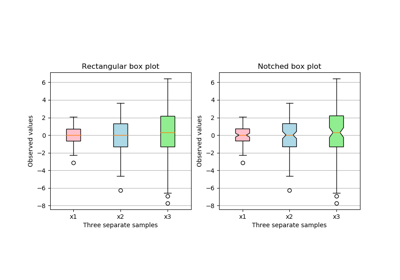 Rectangular box plot
6
4
2
0
−2
−4
−6
−8
Observed values
x1 x2 x3
Three separate samples
Notched box plot
6
4
2
0
−2
−4
−6
−8
Observed values
x1 x2 x3
Three separate samples